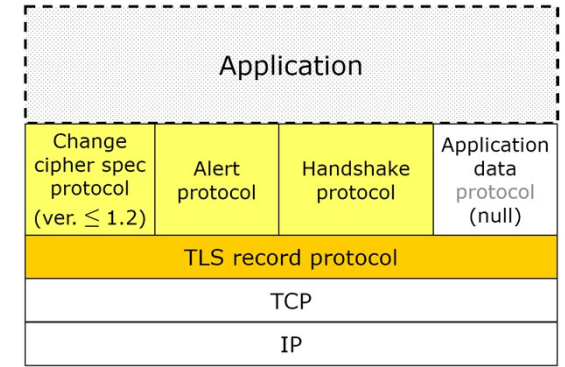 Application
Change
cipher spec
protocol
(ver. ≤ 1.2)
Alert
protocol
Handshake
protocol
Application
data
protocol
(null)
TLS record protocol
TCP
IP